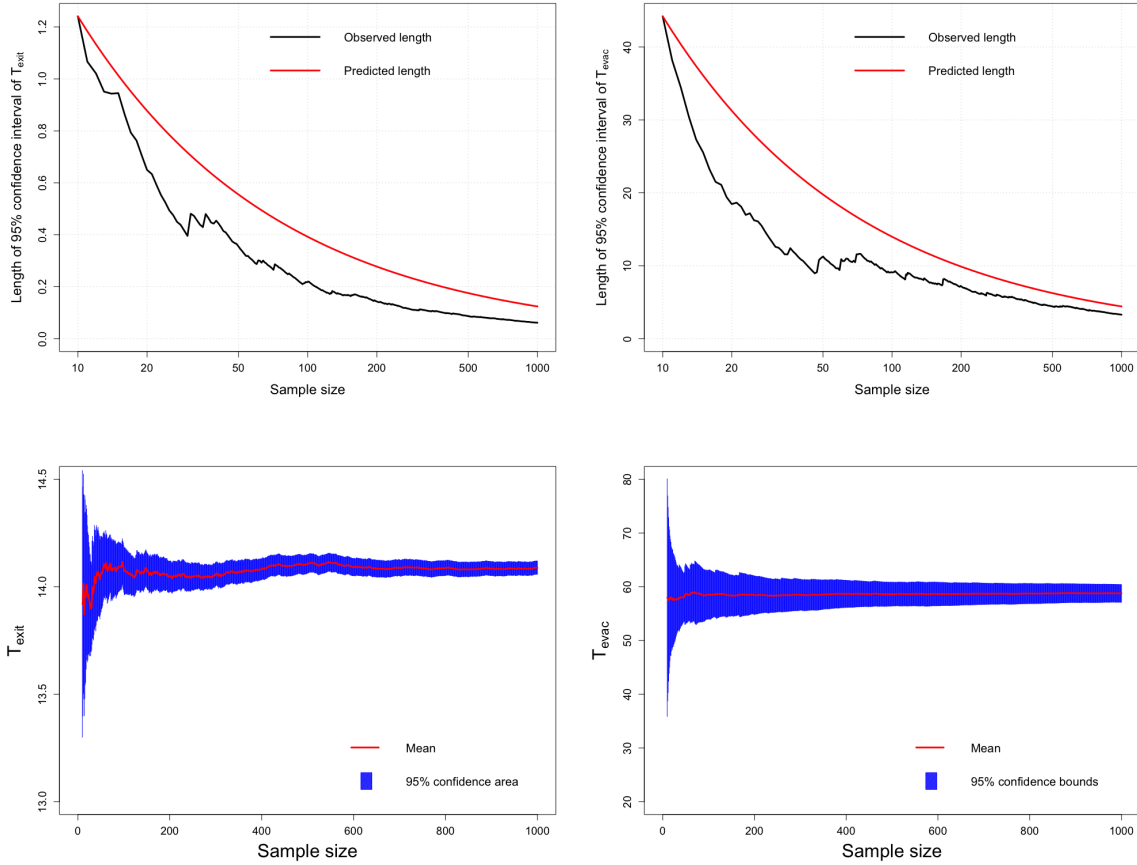 Length of 95% confidence interval of T_exit
1.2
1.0
0.8
0.6
0.4
0.2
0.0
Observed length
Predicted length
10 20 50 100 200 500 1000
Sample size
Length of 95% confidence interval of T_evac
40
30
20
10
0
Observed length
Predicted length
10 20 50 100 200 500 1000
Sample size
T_exit
14.5
14.0
13.5
13.0
Mean
95% confidence area
0 200 400 600 800 1000
Sample size
T_evac
80
70
60
50
40
30
20
Mean
95% confidence bounds
0 200 400 600 800 1000
Sample size